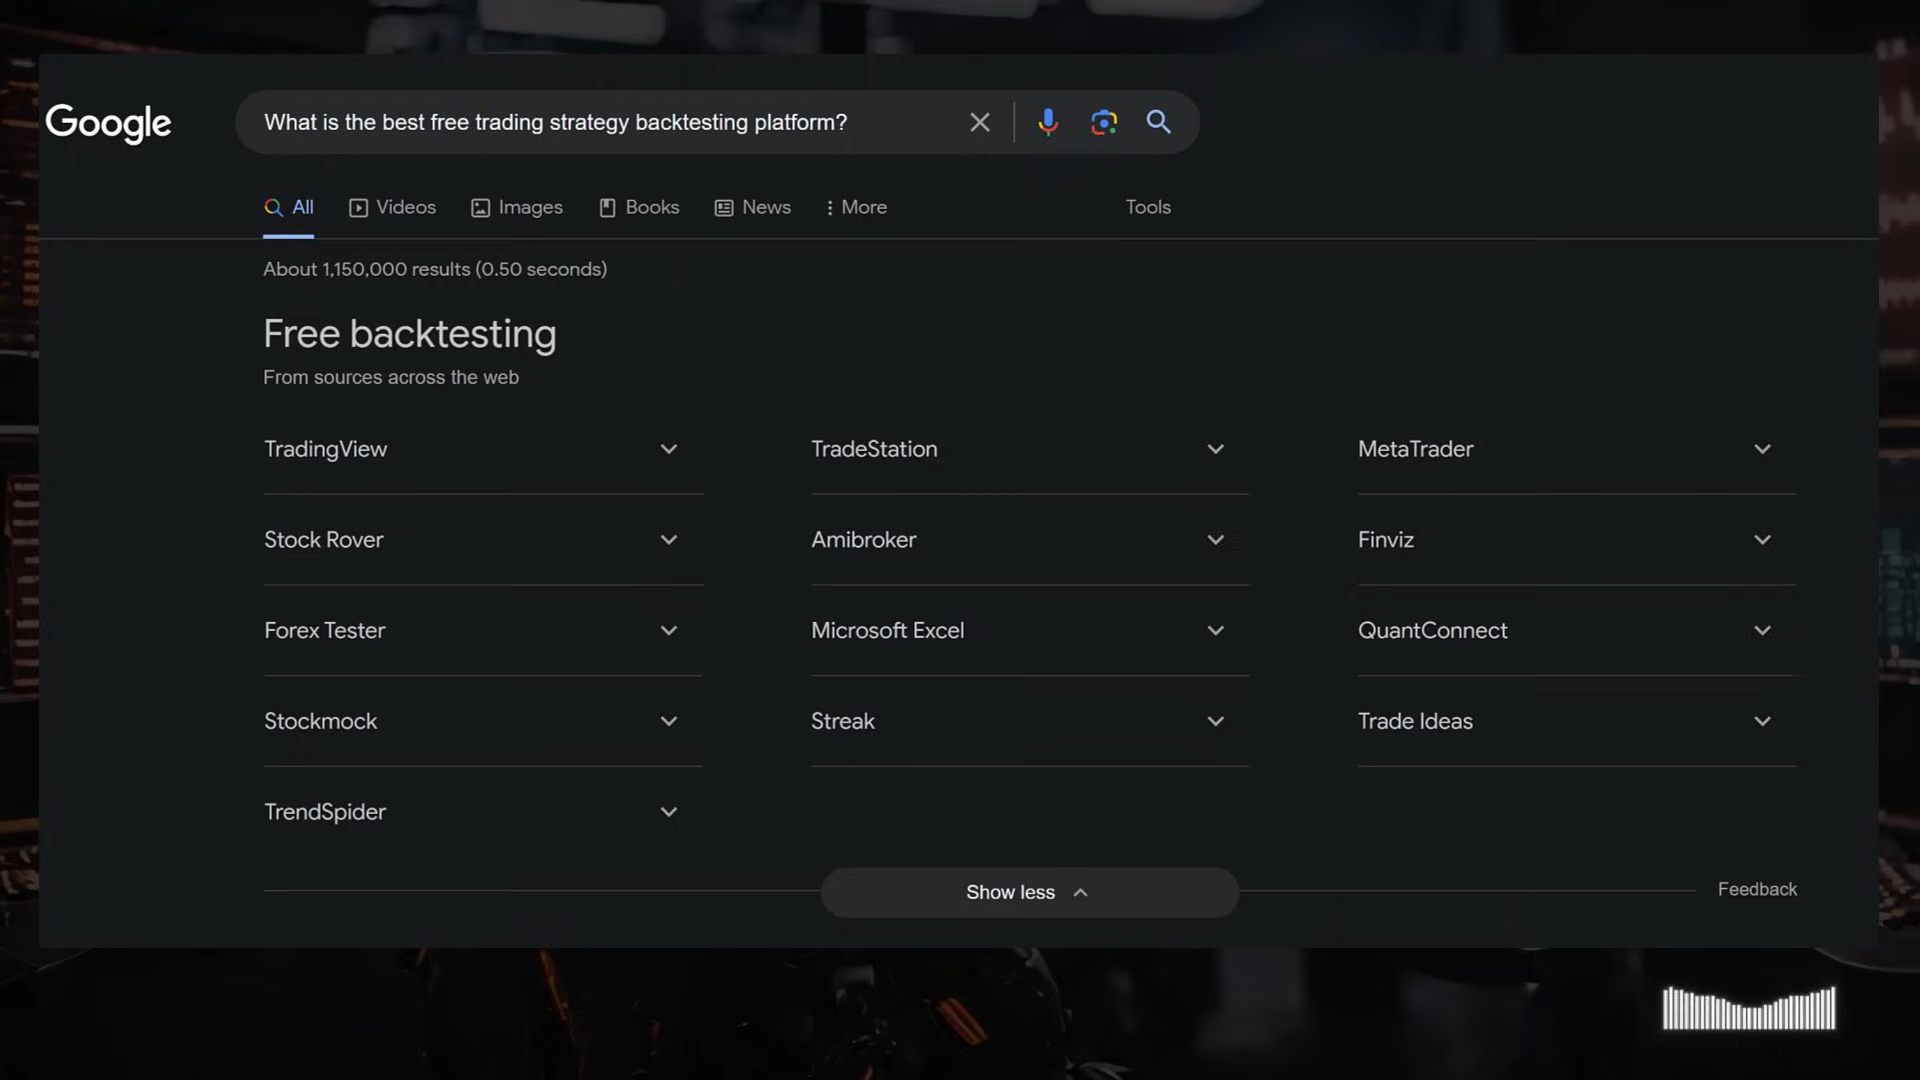 Google
What is the best free trading strategy backtesting platform?
All Videos Images Books News More Tools
About 1,150,000 results (0.50 seconds)
Free backtesting
From sources across the web
TradingView TradeStation MetaTrader
Stock Rover Amibroker Finviz
Forex Tester Microsoft Excel QuantConnect
Stockmock Streak Trade Ideas
TrendSpider
Show less
Feedback